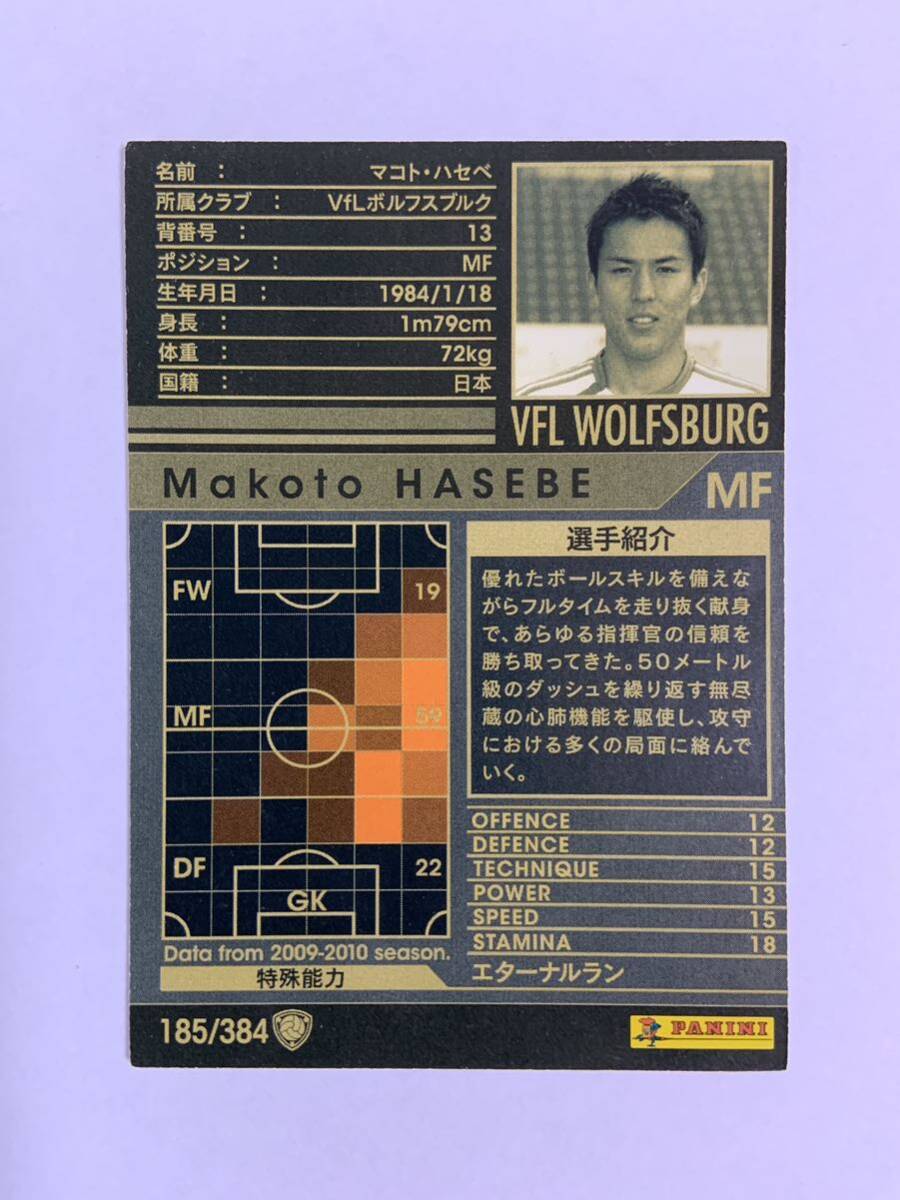 名前 : マコト・ハセベ
所属クラブ : VfLボルフスブルク
背番号 : 13
ポジション : MF
生年月日 : 1984/1/18
身長 : 1m79cm
体重 : 72kg
国籍 : 日本
VFL WOLFSBURG
Makoto HASEBE
MF
FW 19
MF 59
DF 22
GK
Data from 2009-2010 season.
選手紹介
優れたボールスキルを備えな
がらフルタイムを走り抜く献身
で、あらゆる指揮官の信頼を
勝ち取ってきた。50メートル
級のダッシュを繰り返す無尽
蔵の心肺機能を駆使し、攻守
における多くの局面に絡んで
いく。
OFFENCE 12
DEFENCE 12
TECHNIQUE 15
POWER 13
SPEED 15
STAMINA 18
特殊能力 エターナルラン
185/384
PANINI